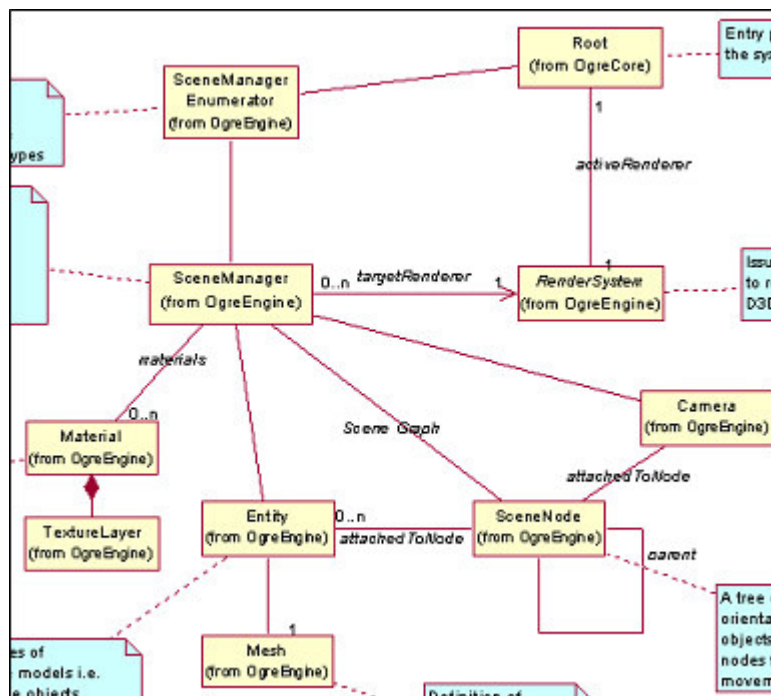 Root
(from OgreCore)
Entry
the sys
SceneManager
Enumerator
(from OgreEngine)
ypes
1
activeRenderer
1
SceneManager
(from OgreEngine)
0..n
targetRenderer
1
RenderSystem
(from OgreEngine)
Issu
to r
D3D
materials
0..n
Material
(from OgreEngine)
Scene Graph
Camera
(from OgreEngine)
attachedToNode
TextureLayer
(from OgreEngine)
Entity
(from OgreEngine)
0..n
attachedToNode
SceneNode
(from OgreEngine)
parent
A tree
orienta
objects
nodes
movem
1
Mesh
(from OgreEngine)
es of
models i.e.
e objects
Definition of